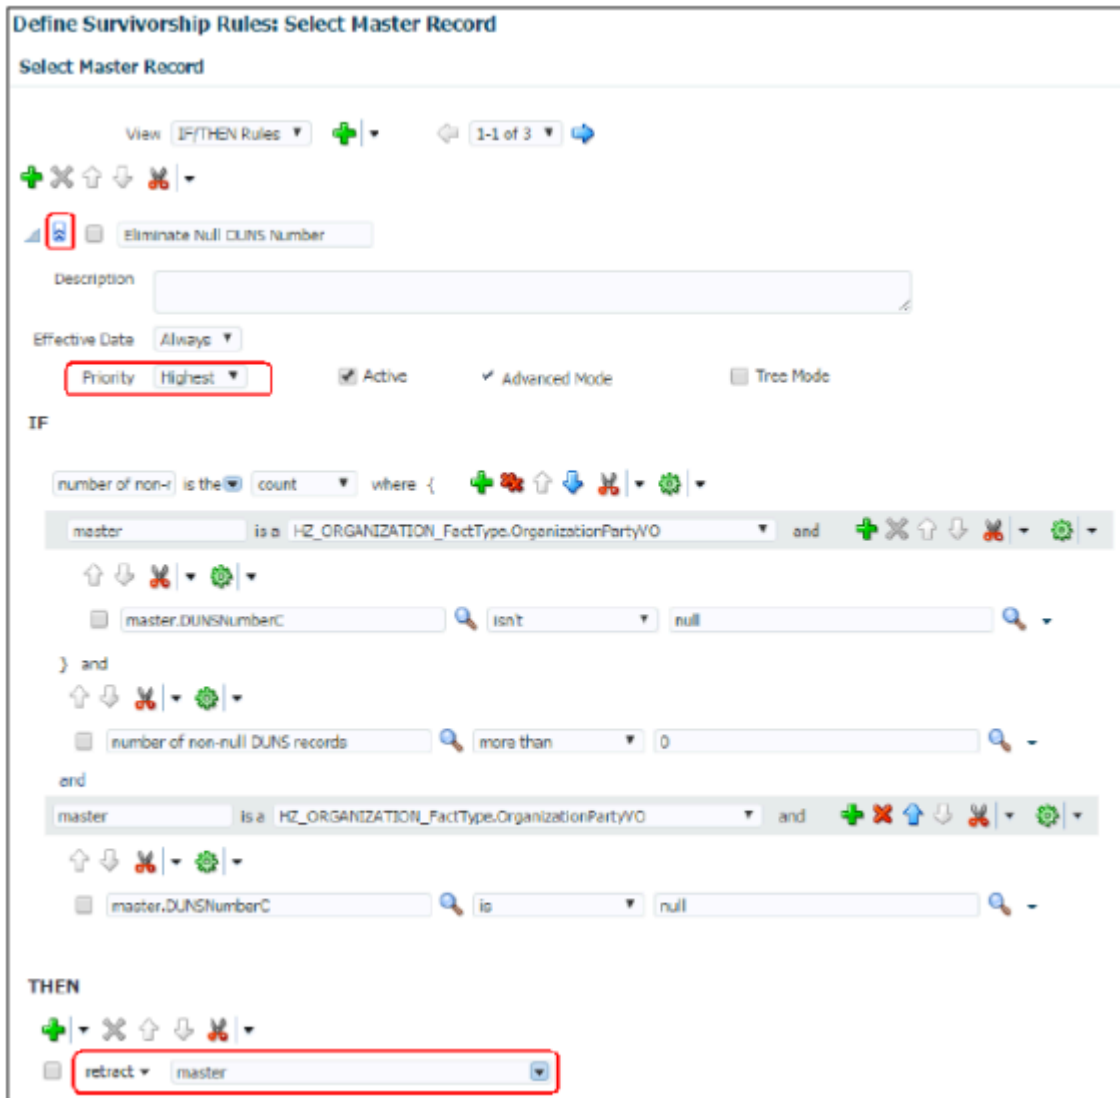 Define Survivorship Rules: Select Master Record
Select Master Record
View IF/THEN Rules 1-1 of 3
Eliminate Null DUNS Number
Description
Effective Date Always
Priority Highest Active Advanced Mode Tree Mode
IF
number of non-r is the count where {
master is a HZ_ORGANIZATION_FactType.OrganizationPartyVO and
master.DUNSNumberC isn't null
} and
number of non-null DUNS records more than 0
and
master is a HZ_ORGANIZATION_FactType.OrganizationPartyVO and
master.DUNSNumberC is null
THEN
retract master